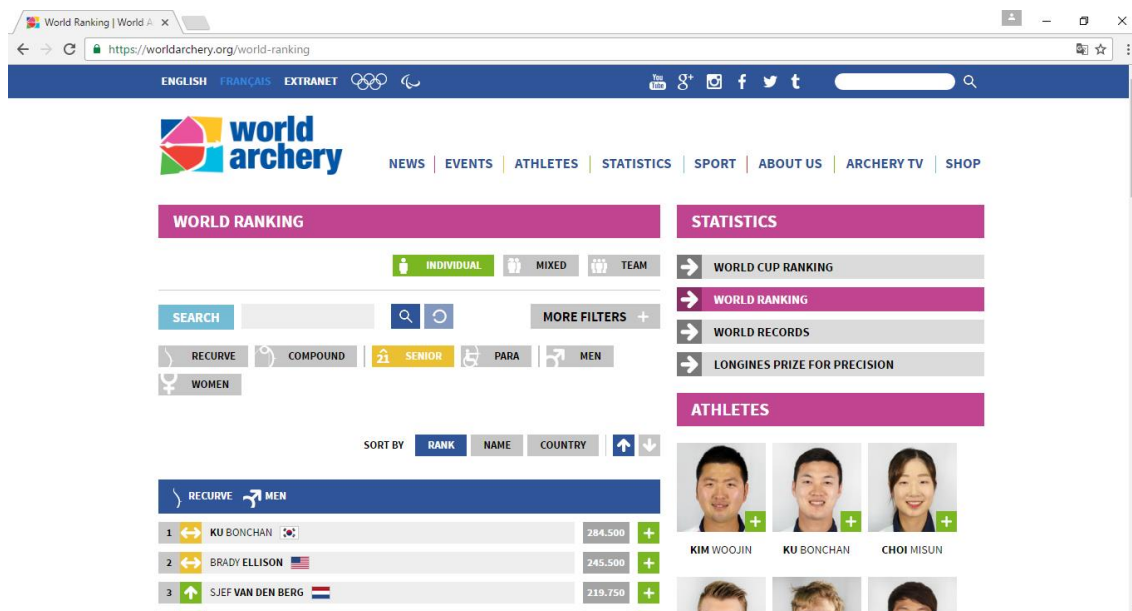 World Ranking | World A
https://worldarchery.org/world-ranking
ENGLISH FRANÇAIS EXTRANET
You Tube g+ f t
world
archery
NEWS EVENTS ATHLETES STATISTICS SPORT ABOUT US ARCHERY TV SHOP
WORLD RANKING
INDIVIDUAL MIXED TEAM
SEARCH MORE FILTERS +
RECURVE COMPOUND 21 SENIOR PARA MEN
WOMEN
SORT BY RANK NAME COUNTRY
RECURVE MEN
1 KU BONCHAN 284.500 +
2 BRADY ELLISON 245.500 +
3 SJEF VAN DEN BERG 219.750 +
STATISTICS
WORLD CUP RANKING
WORLD RANKING
WORLD RECORDS
LONGINES PRIZE FOR PRECISION
ATHLETES
KIM WOOJIN KU BONCHAN CHOI MISUN